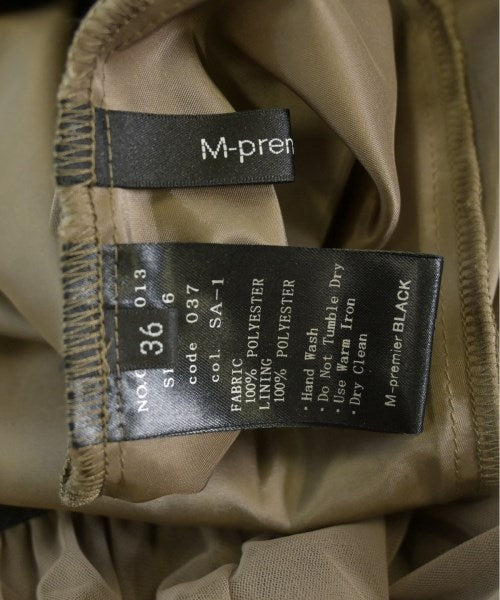 M-prem
36
NO. 013
6
code 037
col. SA-1
FABRIC
100% POLYESTER
LINING
100% POLYESTER
・Hand Wash
・Do Not Tumble Dry
・Use Warm Iron
・Dry Clean
M-premier BLACK